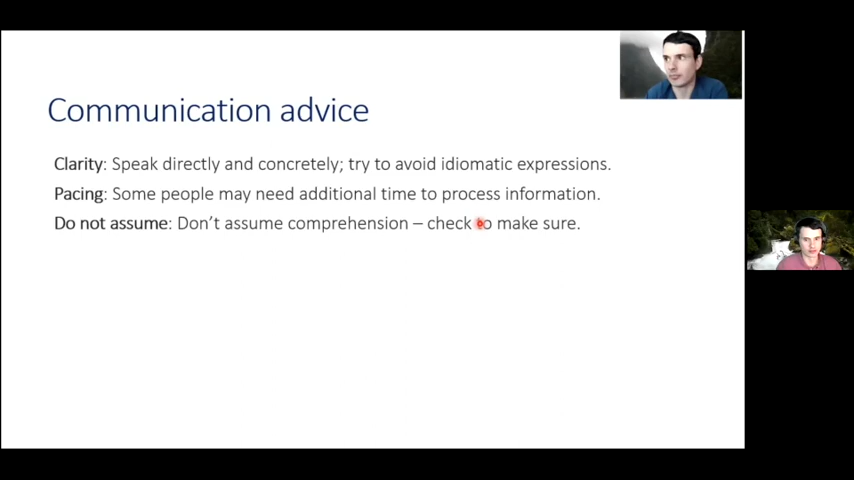 Communication advice
Clarity: Speak directly and concretely; try to avoid idiomatic expressions.
Pacing: Some people may need additional time to process information.
Do not assume: Don’t assume comprehension – check to make sure.